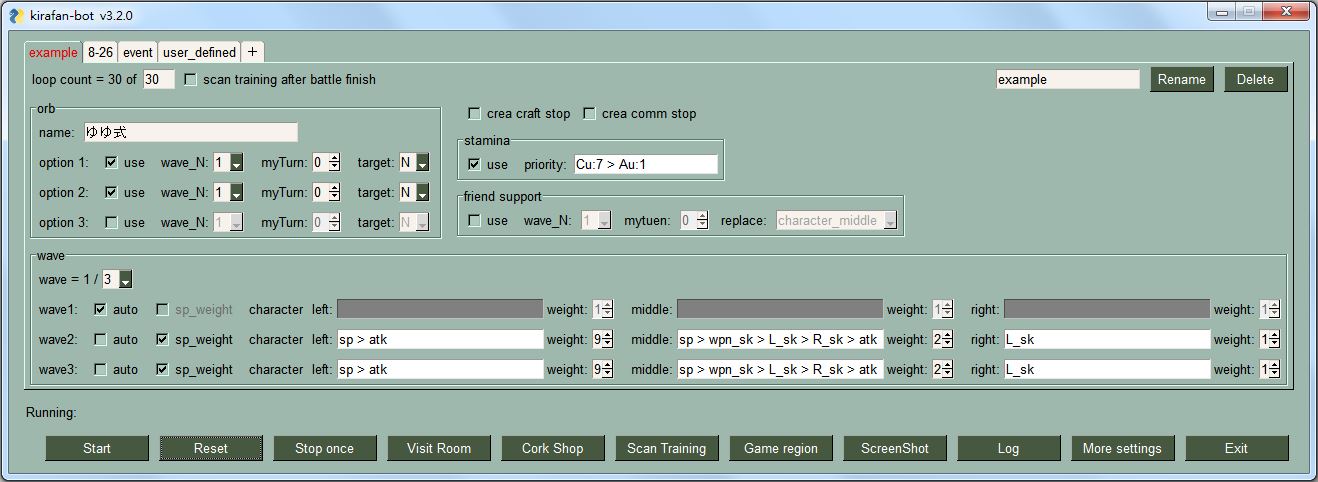 kirafan-bot v3.2.0
example 8-26 event user_defined +
loop count = 30 of 30 scan training after battle finish example Rename Delete
orb
name: ゆゆ式
option 1: use wave_N: 1 myTurn: 0 target: N
option 2: use wave_N: 1 myTurn: 0 target: N
option 3: use wave_N: 1 myTurn: 0 target: N
crea craft stop crea comm stop
stamina
use priority: Cu:7 > Au:1
friend support
use wave_N: 1 mytuen: 0 replace: character_middle
wave
wave = 1 / 3
wave1: auto sp_weight character left: weight: 1 middle: weight: 1 right: weight: 1
wave2: auto sp_weight character left: sp > atk weight: 9 middle: sp > wpn_sk > L_sk > R_sk > atk weight: 2 right: L_sk weight: 1
wave3: auto sp_weight character left: sp > atk weight: 9 middle: sp > wpn_sk > L_sk > R_sk > atk weight: 2 right: L_sk weight: 1
Running:
Start Reset Stop once Visit Room Cork Shop Scan Training Game region ScreenShot Log More settings Exit